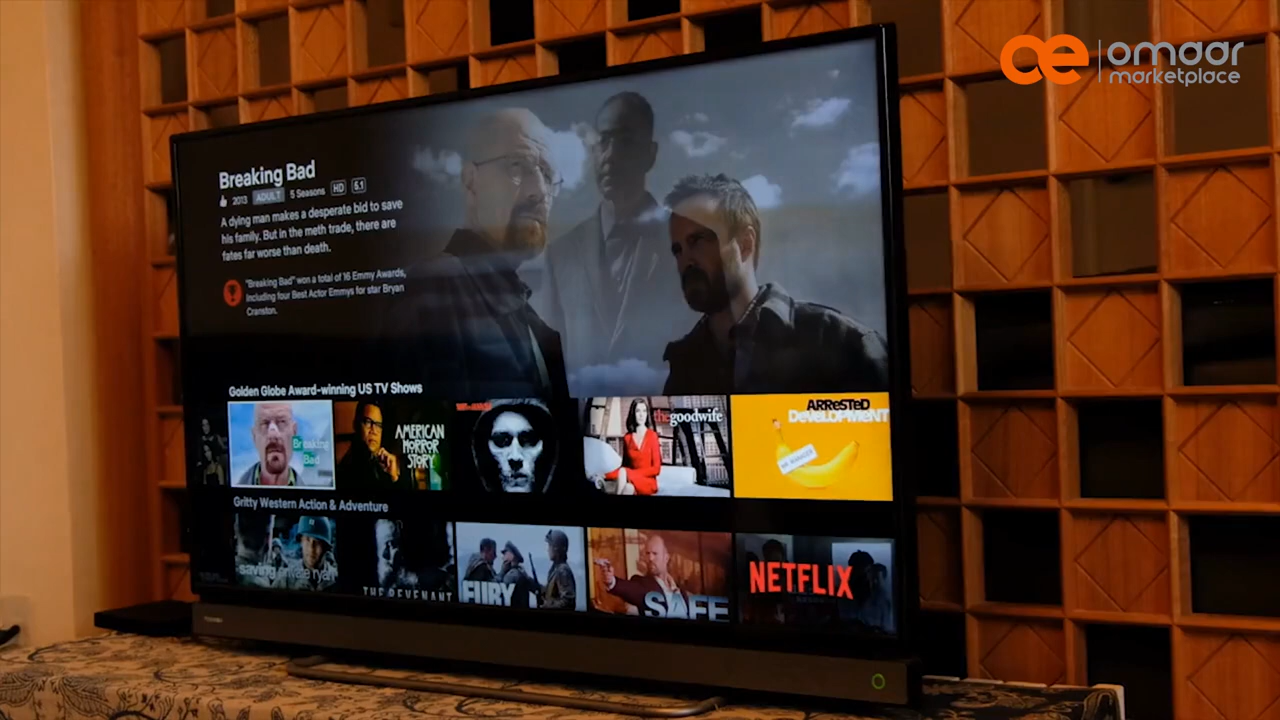 omaar
marketplace
Breaking Bad
2013 ADULT 5 Seasons HD 5.1
A dying man makes a desperate bid to save
his family. But in the meth trade, there are
fates far worse than death.
"Breaking Bad" won a total of 16 Emmy Awards,
including four Best Actor Emmys for star Bryan
Cranston.
Golden Globe Award-winning US TV Shows
Breaking
Bad
AMERICAN
HORROR
STORY
thegoodwife
ARRESTED
DEVELOPMENT
MR. MANAGER
Gritty Western Action & Adventure
saving private ryan
THE REVENANT
FURY
SAFE
NETFLIX
TOSHIBA